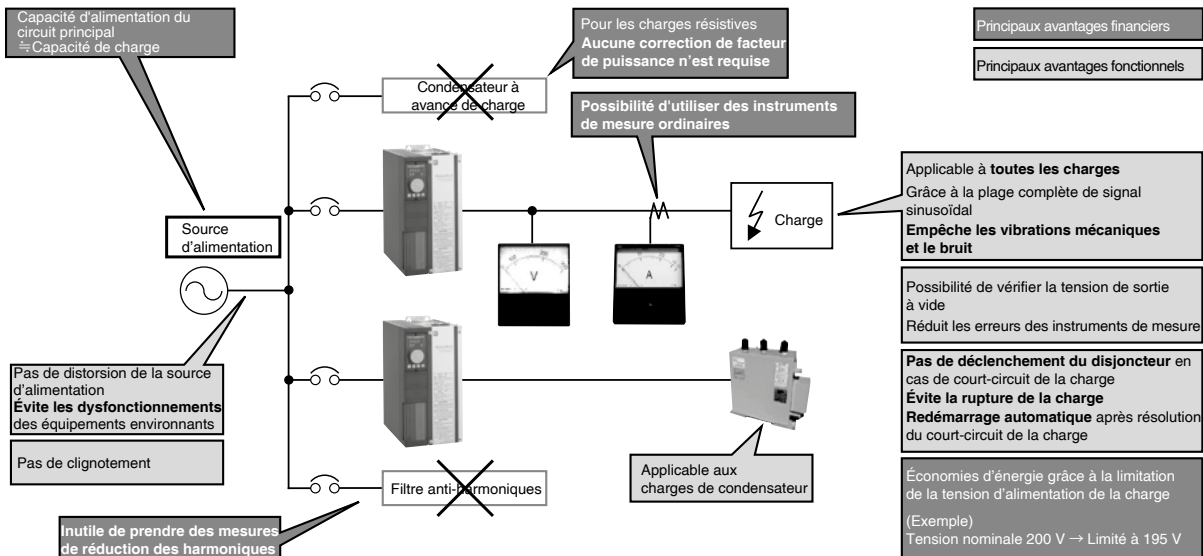 Capacité d'alimentation du
circuit principal
≒Capacité de charge
Pour les charges résistives
Aucune correction de facteur
de puissance n'est requise
Principaux avantages financiers
Principaux avantages fonctionnels
Condensateur à
avance de charge
Possibilité d'utiliser des instruments
de mesure ordinaires
Source
d'alimentation
Charge
V
A
Applicable à toutes les charges
Grâce à la plage complète de signal
sinusoïdal
Empêche les vibrations mécaniques
et le bruit
Possibilité de vérifier la tension de sortie
à vide
Réduit les erreurs des instruments de mesure
Pas de distorsion de la source
d'alimentation
Évite les dysfonctionnements
des équipements environnants
Pas de clignotement
Pas de déclenchement du disjoncteur en
cas de court-circuit de la charge
Évite la rupture de la charge
Redémarrage automatique après résolution
du court-circuit de la charge
Applicable aux
charges de condensateur
Filtre anti-harmoniques
Inutile de prendre des mesures
de réduction des harmoniques
Économies d'énergie grâce à la limitation
de la tension d'alimentation de la charge
(Exemple)
Tension nominale 200 V → Limité à 195 V